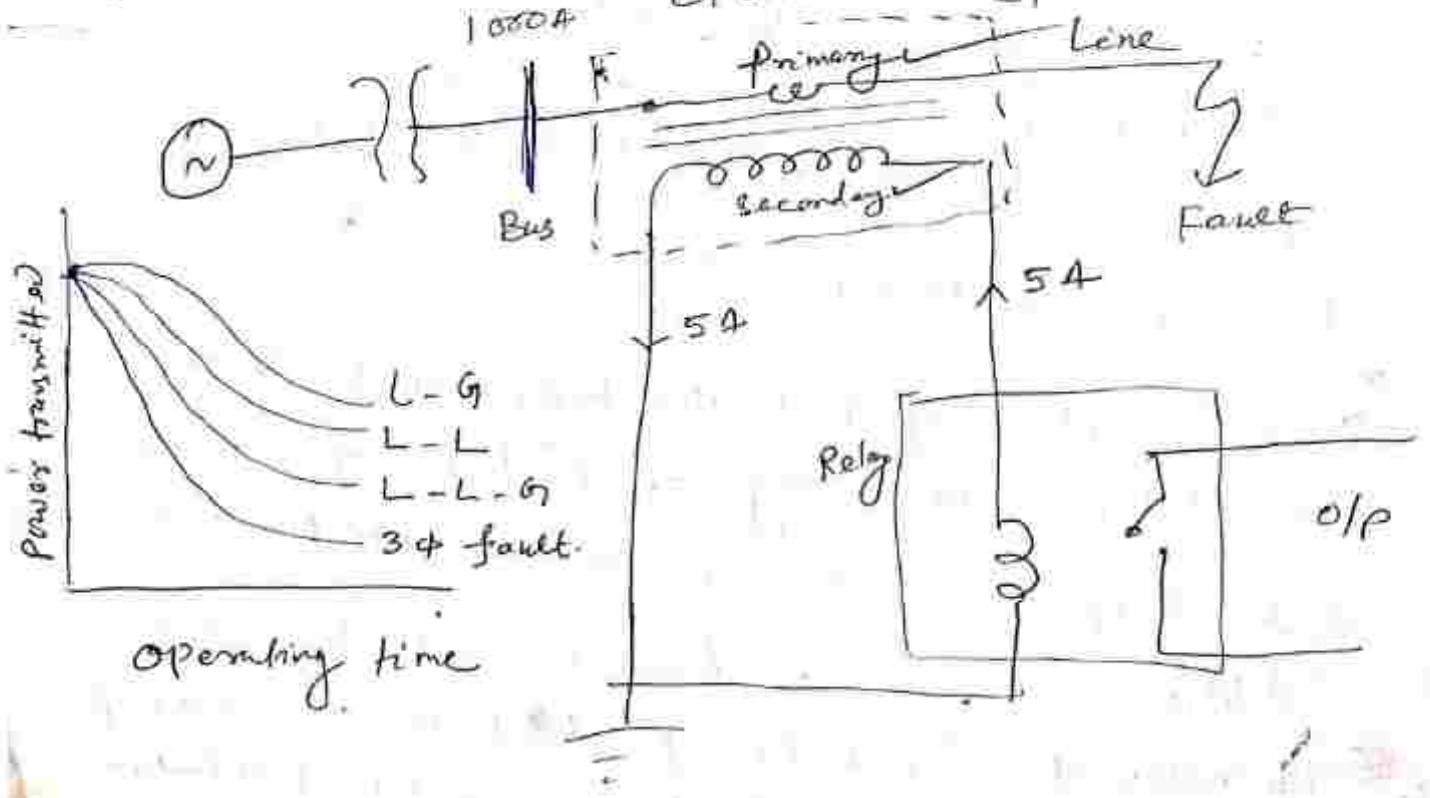 1000A
Primary
Line
Secondary
Bus
Fault
5A
5A
Power transmitted
L-G
L-L
L-L-G
3φ fault.
Operating time
Relay
O/P